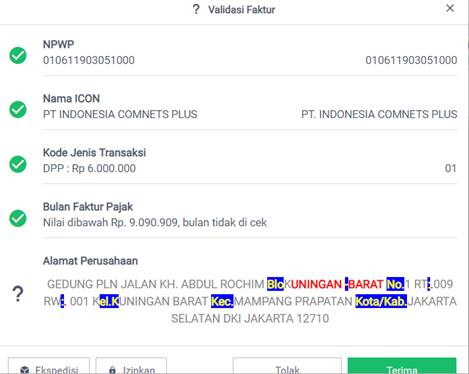 ? Validasi Faktur ×
NPWP
010611903051000 010611903051000
Nama ICON
PT INDONESIA COMNETS PLUS PT. INDONESIA COMNETS PLUS
Kode Jenis Transaksi
DPP : Rp 6.000.000 01
Bulan Faktur Pajak
Nilai dibawah Rp. 9.090.909, bulan tidak di cek
Alamat Perusahaan
? GEDUNG PLN JALAN KH. ABDUL ROCHIM BloKUNINGAN -BARAT No.1 RT:.009
RW:. 001 Kel.KUNINGAN BARAT Kec.MAMPANG PRAPATAN Kota/Kab.JAKARTA
SELATAN DKI JAKARTA 12710
Ekspedisi Izinkan Tolak Terima